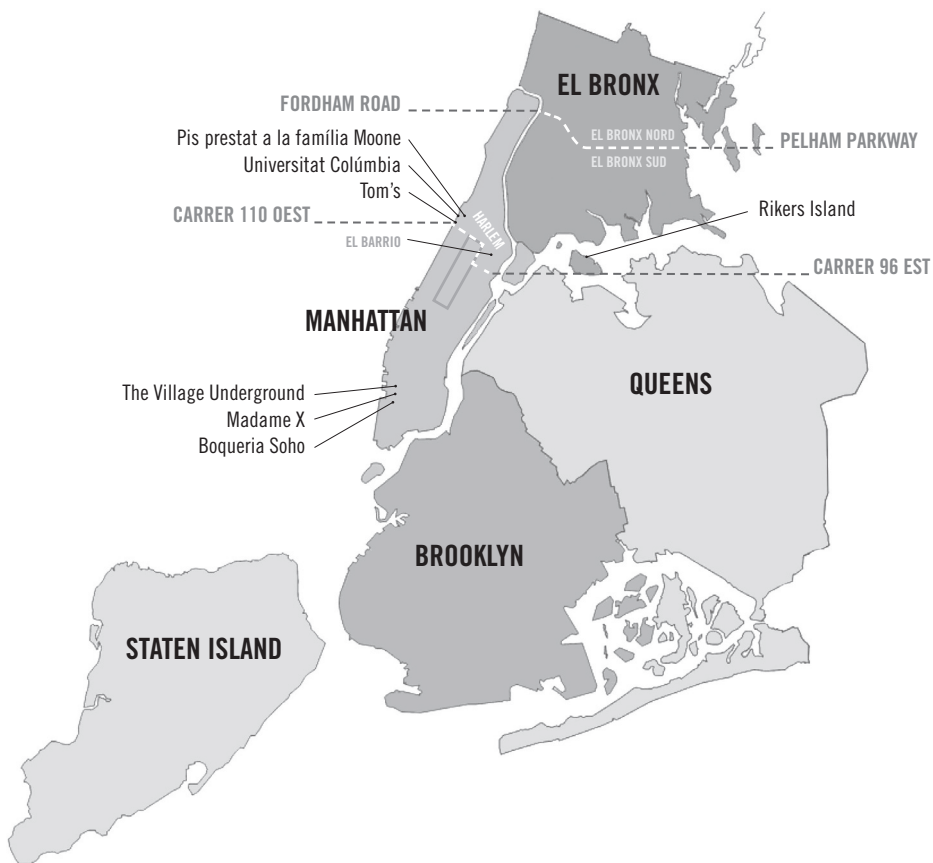 EL BRONX
FORDHAM ROAD
EL BRONX NORD
Pis prestat a la família Moone
PELHAM PARKWAY
EL BRONX SUD
Universitat Colúmbia
Tom's
Rikers Island
CARRER 110 OEST
HARLEM
EL BARRIO
CARRER 96 EST
MANHATTAN
QUEENS
The Village Underground
Madame X
Boqueria Soho
BROOKLYN
STATEN ISLAND